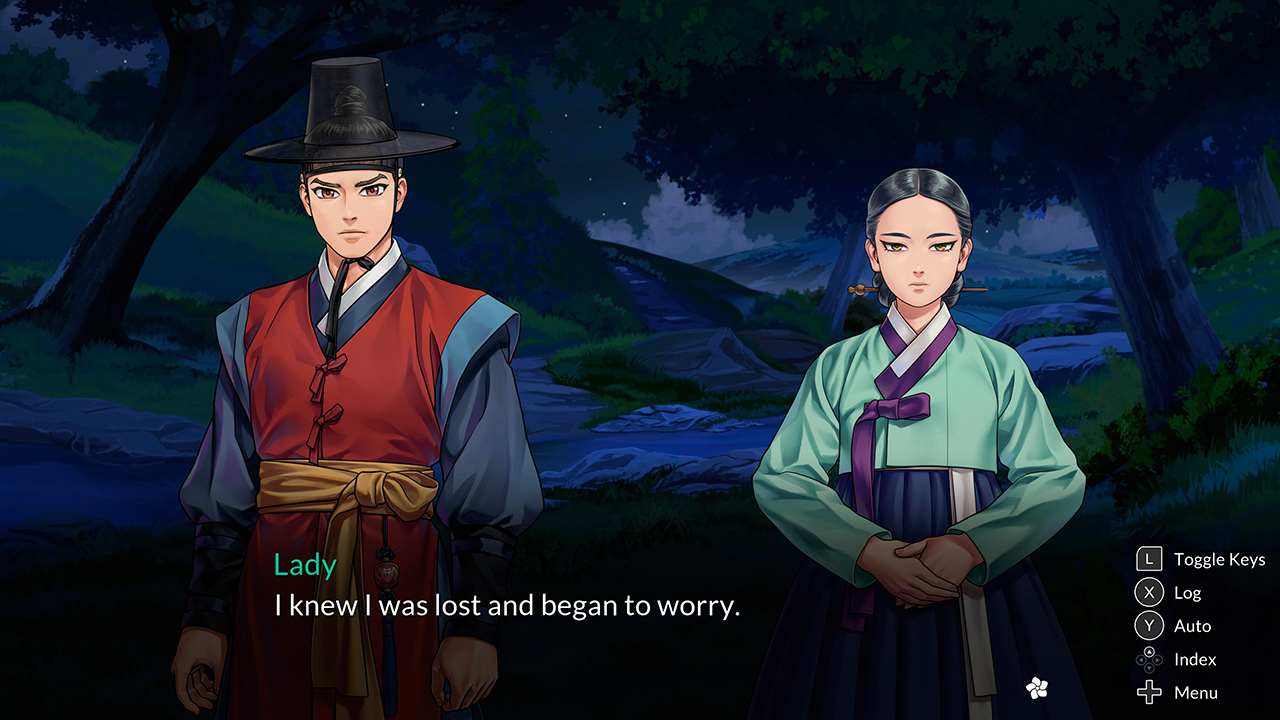 Lady
I knew I was lost and began to worry.
L Toggle Keys
X Log
Y Auto
Index
Menu